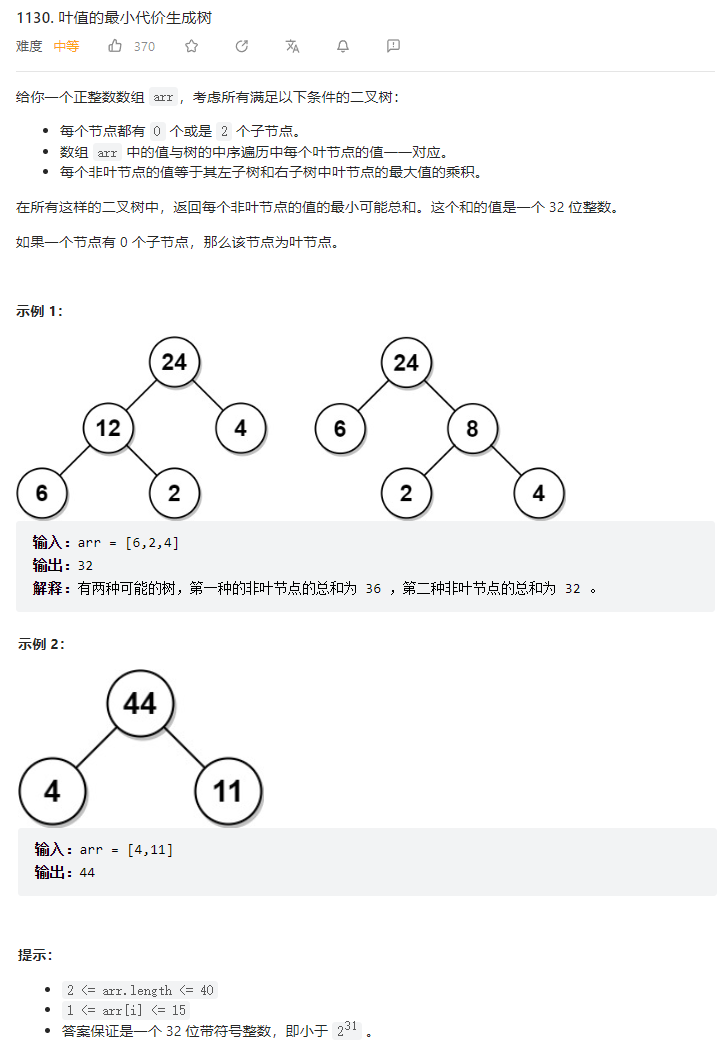 1130. 叶值的最小代价生成树
难度 中等 370
给你一个正整数数组 arr，考虑所有满足以下条件的二叉树：
每个节点都有 0 个或是 2 个子节点。
数组 arr 中的值与树的中序遍历中每个叶节点的值一一对应。
每个非叶节点的值等于其左子树和右子树中叶节点的最大值的乘积。
在所有这样的二叉树中，返回每个非叶节点的值的最小可能总和。这个和的值是一个 32 位整数。
如果一个节点有 0 个子节点，那么该节点为叶节点。
示例 1：
24 24
12 4 6 8
6 2 2 4
输入：arr = [6,2,4]
输出：32
解释：有两种可能的树，第一种的非叶节点的总和为 36 ，第二种非叶节点的总和为 32 。
示例 2：
44
4 11
输入：arr = [4,11]
输出：44
提示：
2 <= arr.length <= 40
1 <= arr[i] <= 15
答案保证是一个 32 位带符号整数，即小于 2^31 。